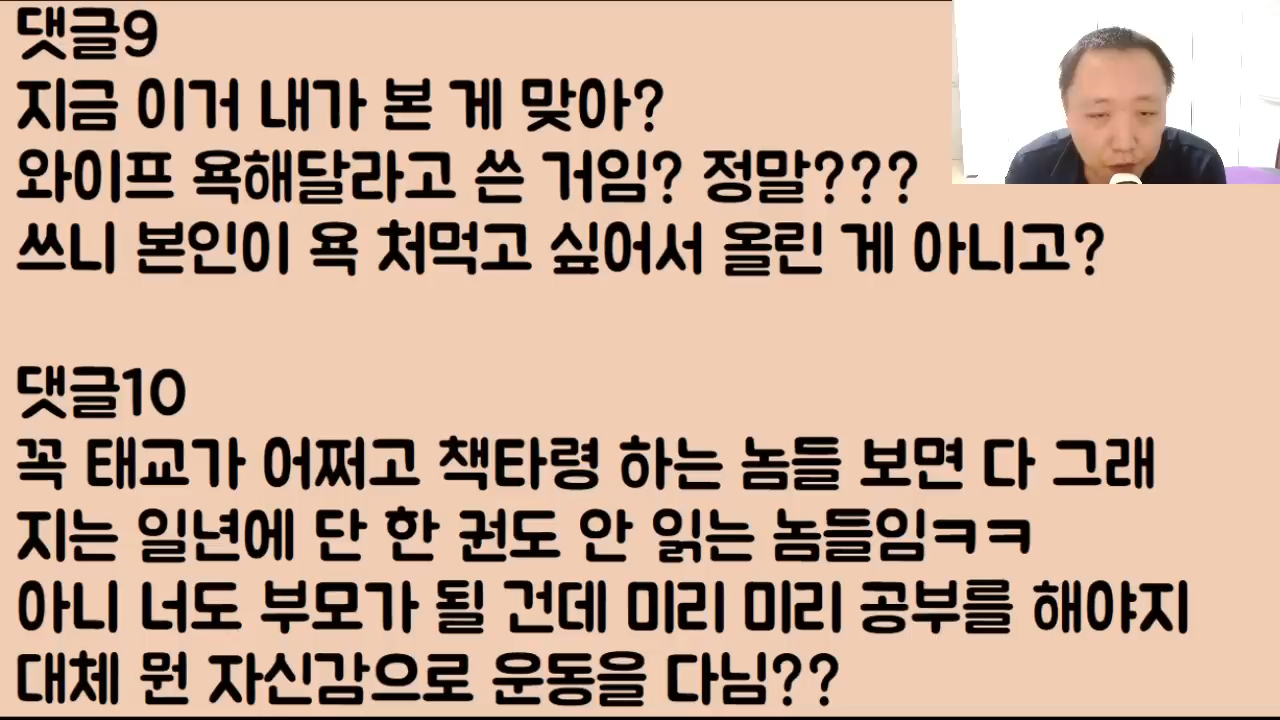 댓글9
지금 이거 내가 본 게 맞아?
와이프 욕해달라고 쓴 거임? 정말???
쓰니 본인이 욕 처먹고 싶어서 올린 게 아니고?
댓글10
꼭 태교가 어쩌고 책타령 하는 놈들 보면 다 그래
지는 일년에 단 한 권도 안 읽는 놈들임ㅋㅋ
아니 너도 부모가 될 건데 미리 미리 공부를 해야지
대체 뭔 자신감으로 운동을 다님??